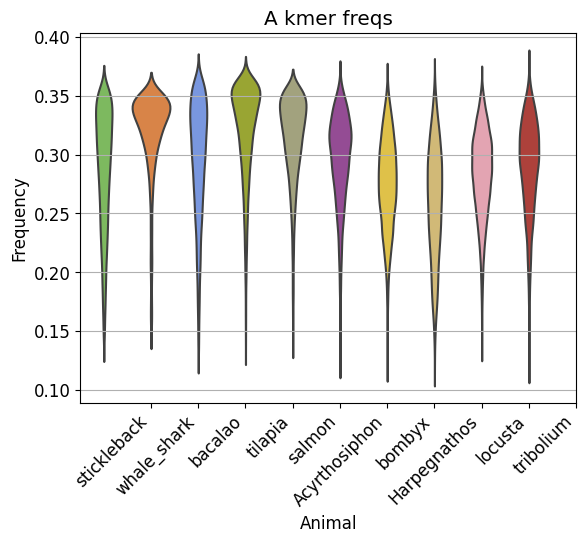 A kmer freqs
0.40
0.35
0.30
0.25
0.20
0.15
0.10
Frequency
stickleback
whale_shark
bacalao
tilapia
salmon
Acyrthosiphon
bombyx
Harpegnathos
locusta
tribolium
Animal